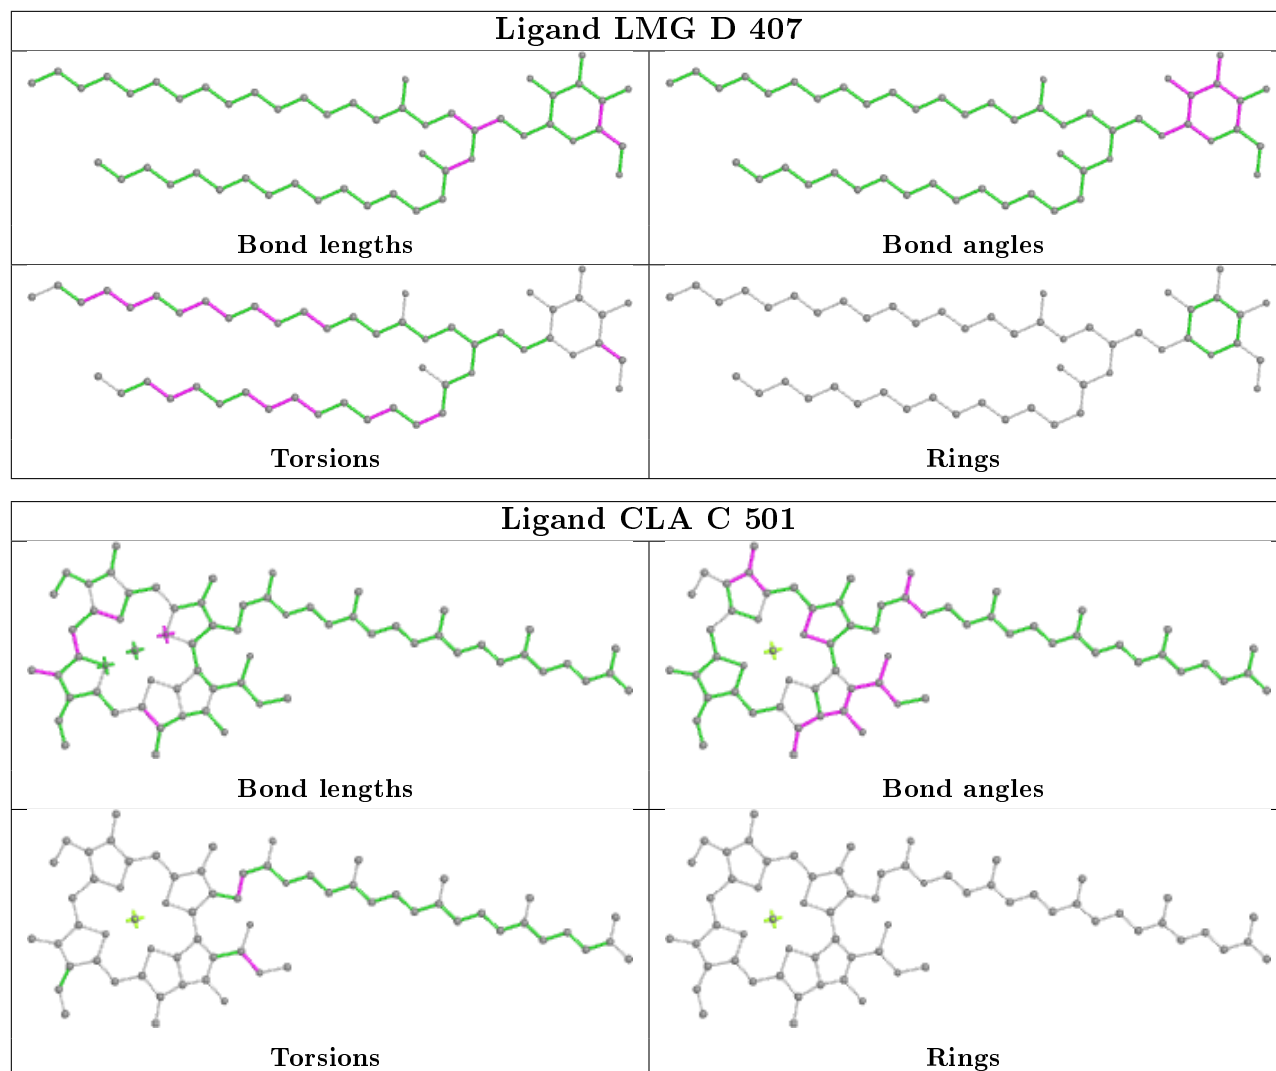 Ligand LMG D 407
Bond lengths
Bond angles
Torsions
Rings
Ligand CLA C 501
Bond lengths
Bond angles
Torsions
Rings